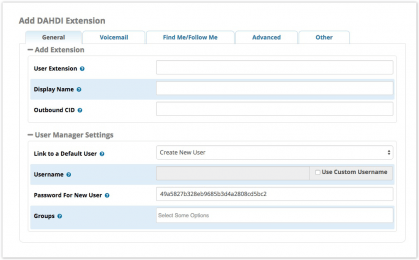 Add DAHDI Extension
General Voicemail Find Me/Follow Me Advanced Other
Add Extension
User Extension
Display Name
Outbound CID
User Manager Settings
Link to a Default User Create New User
Username Use Custom Username
Password For New User 49a5827b328eb9685b3d4a2808cd5bc2
Groups Select Some Options